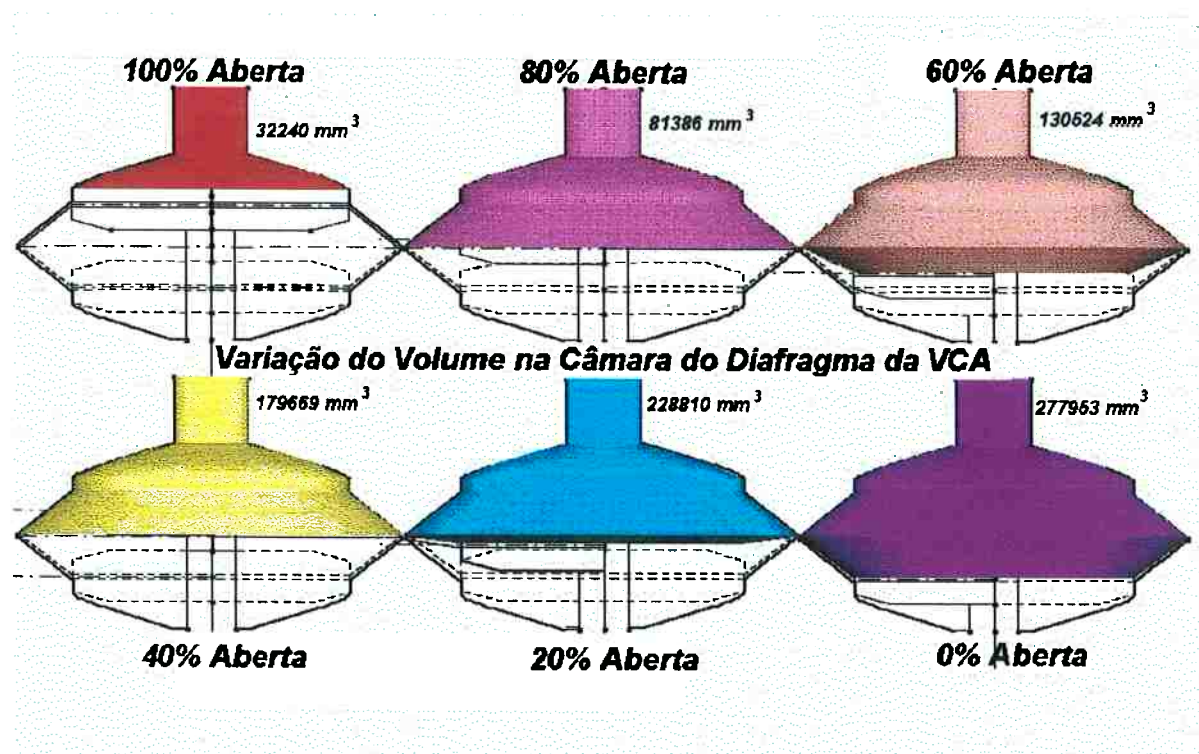 100% Aberta
80% Aberta
60% Aberta
32240 mm³
81386 mm³
130524 mm³
Variação do Volume na Câmara do Diafragma da VCA
179669 mm³
228810 mm³
277953 mm³
40% Aberta
20% Aberta
0% Aberta